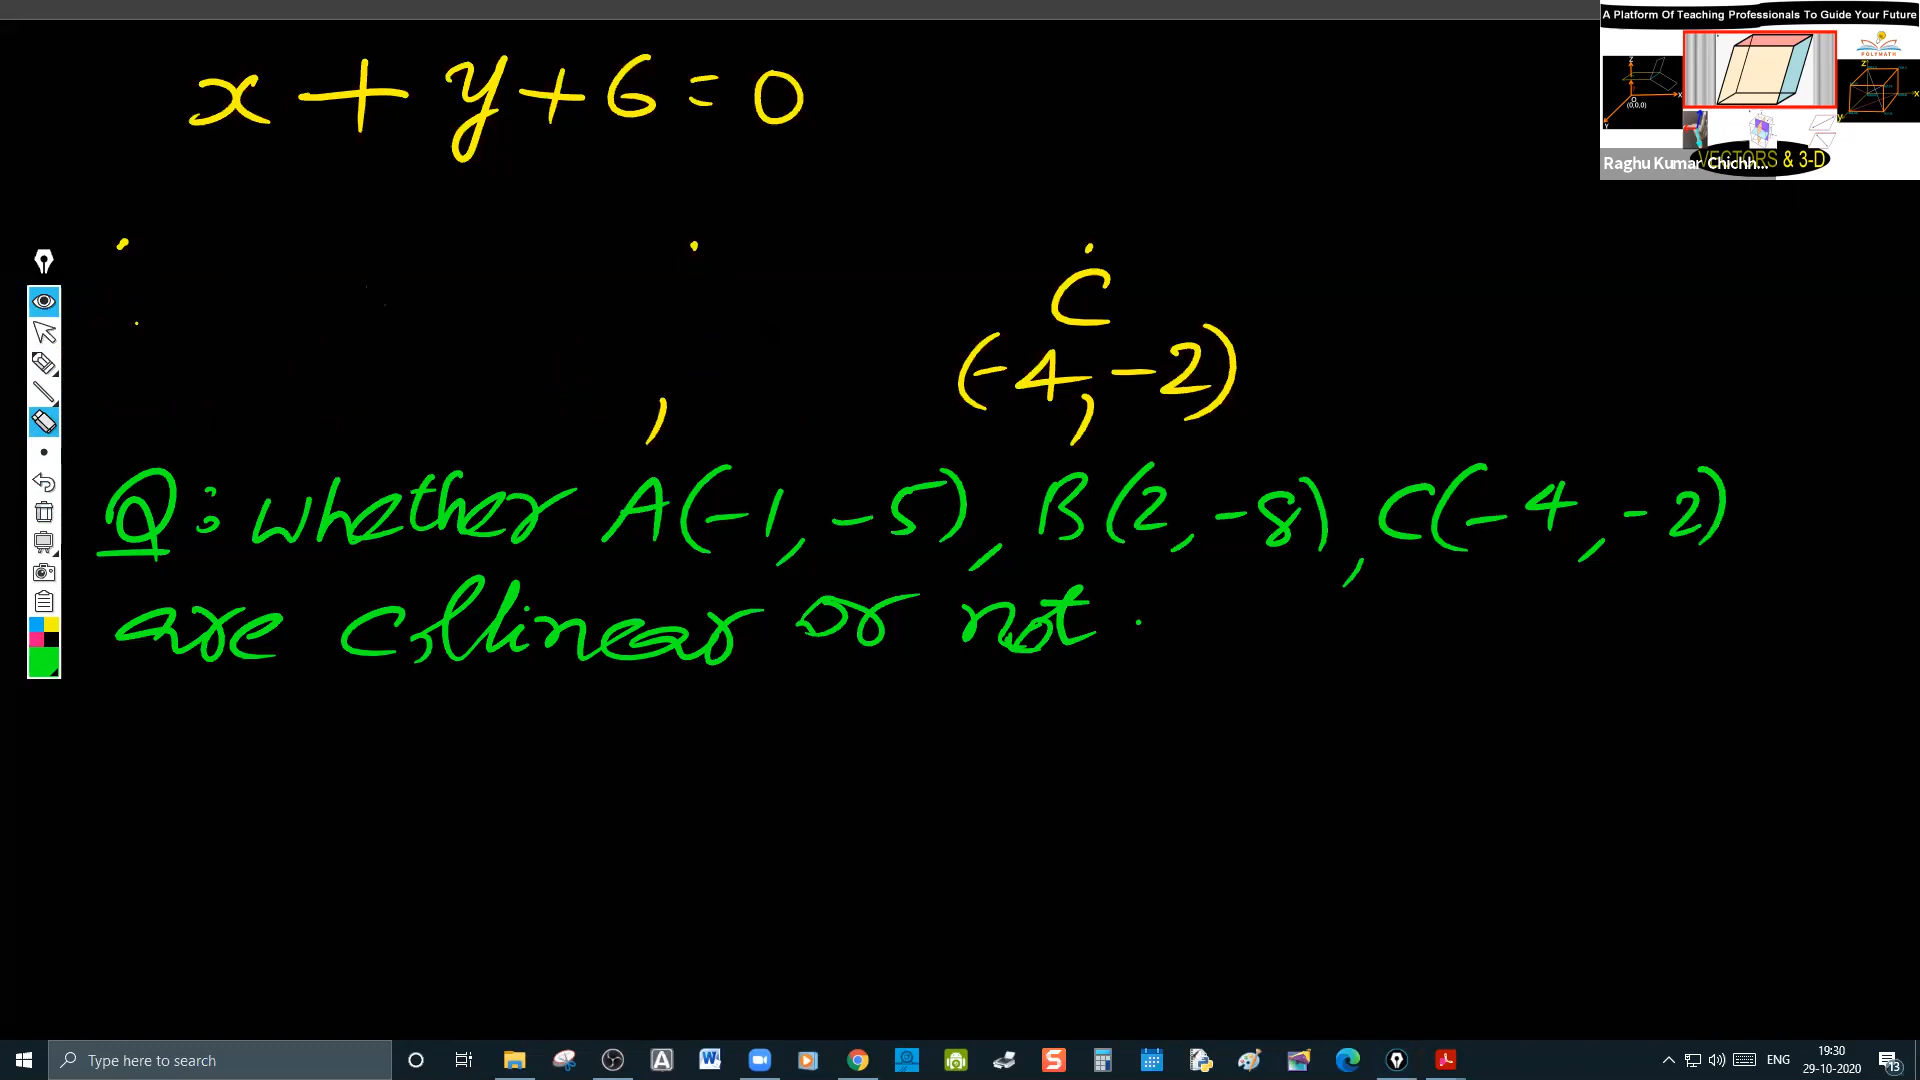 A Platform Of Teaching Professionals To Guide Your Future
POLYMATH
VECTORS & 3-D
Raghu Kumar Chichh...
x + y + 6 = 0
C
(-4, -2)
,
Q: whether A(-1, -5), B(2, -8), C(-4, -2)
are collinear or not.
Type here to search
ENG
19:30
29-10-2020
13